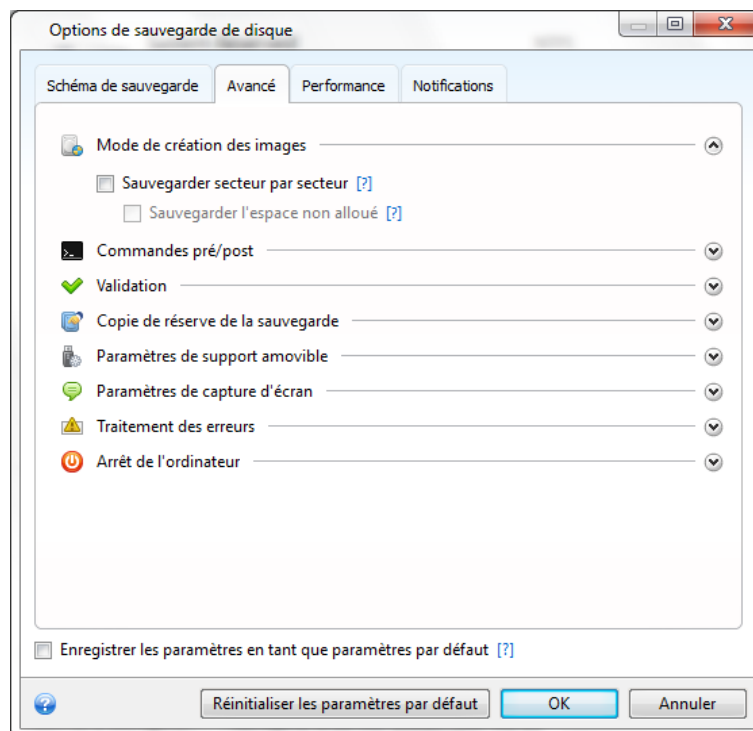 Options de sauvegarde de disque
Schéma de sauvegarde Avancé Performance Notifications
Mode de création des images
Sauvegarder secteur par secteur [?]
Sauvegarder l'espace non alloué [?]
Commandes pré/post
Validation
Copie de réserve de la sauvegarde
Paramètres de support amovible
Paramètres de capture d'écran
Traitement des erreurs
Arrêt de l'ordinateur
Enregistrer les paramètres en tant que paramètres par défaut [?]
Réinitialiser les paramètres par défaut OK Annuler